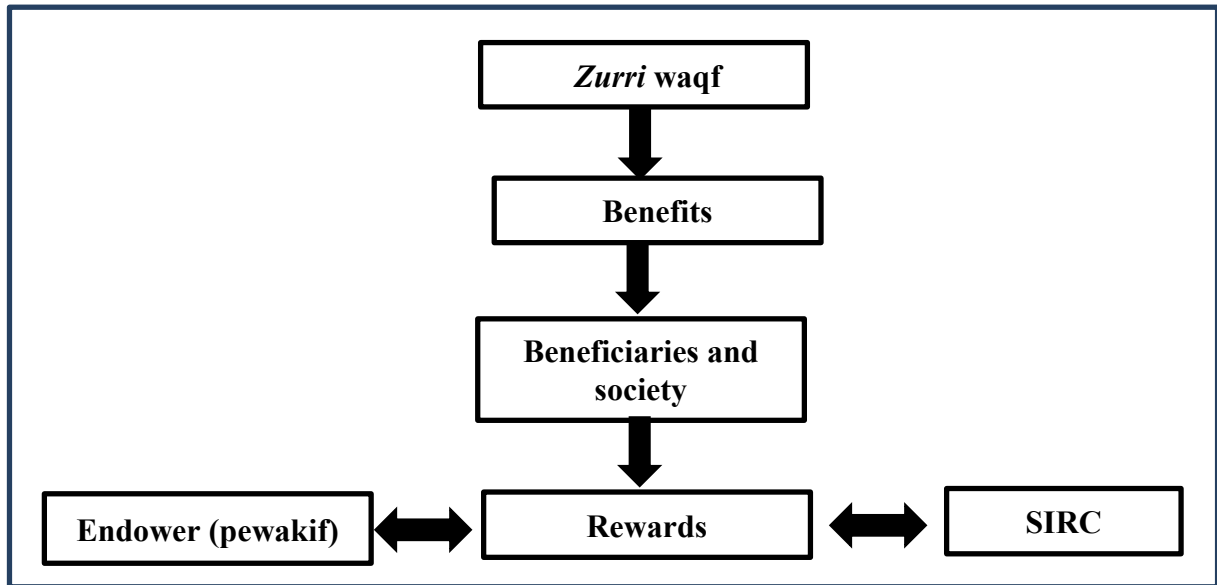 Zurri waqf
Benefits
Beneficiaries and
society
Endower (pewakif)
Rewards
SIRC